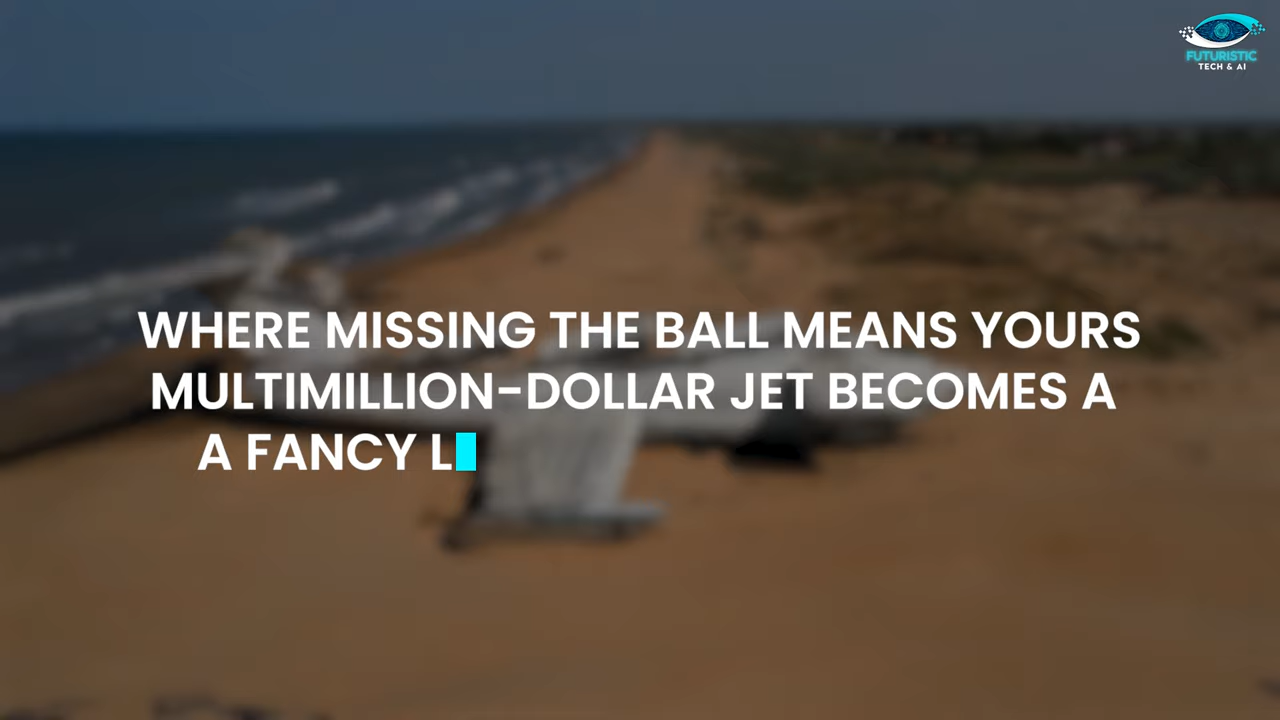 FUTURISTIC
TECH & AI
WHERE MISSING THE BALL MEANS YOURS
MULTIMILLION-DOLLAR JET BECOMES A
A FANCY L